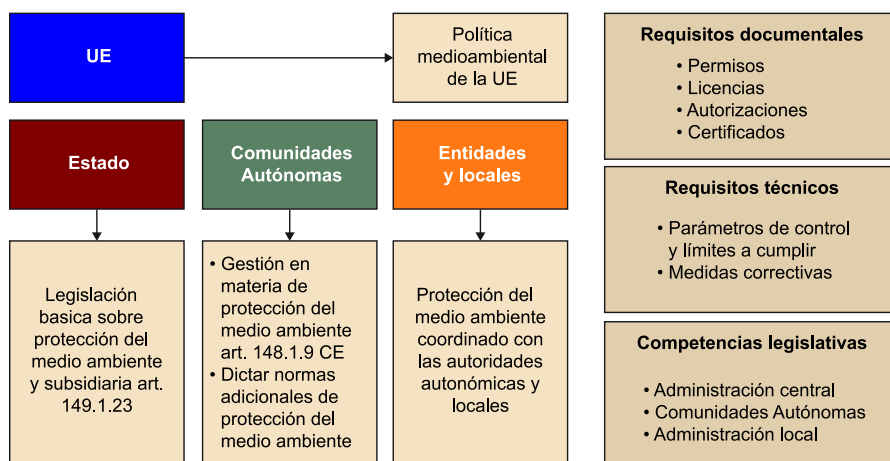 UE
Política
medioambiental
de la UE
Estado
Comunidades
Autónomas
Entidades
y locales
Legislación
basica sobre
protección del
medio ambiente
y subsidiaria art.
149.1.23
• Gestión en
materia de
protección del
medio ambiente
art. 148.1.9 CE
• Dictar normas
adicionales de
protección del
medio ambiente
Protección del
medio ambiente
coordinado con
las autoridades
autonómicas y
locales
Requisitos documentales
• Permisos
• Licencias
• Autorizaciones
• Certificados
Requisitos técnicos
• Parámetros de control
y límites a cumplir
• Medidas correctivas
Competencias legislativas
• Administración central
• Comunidades Autónomas
• Administración local